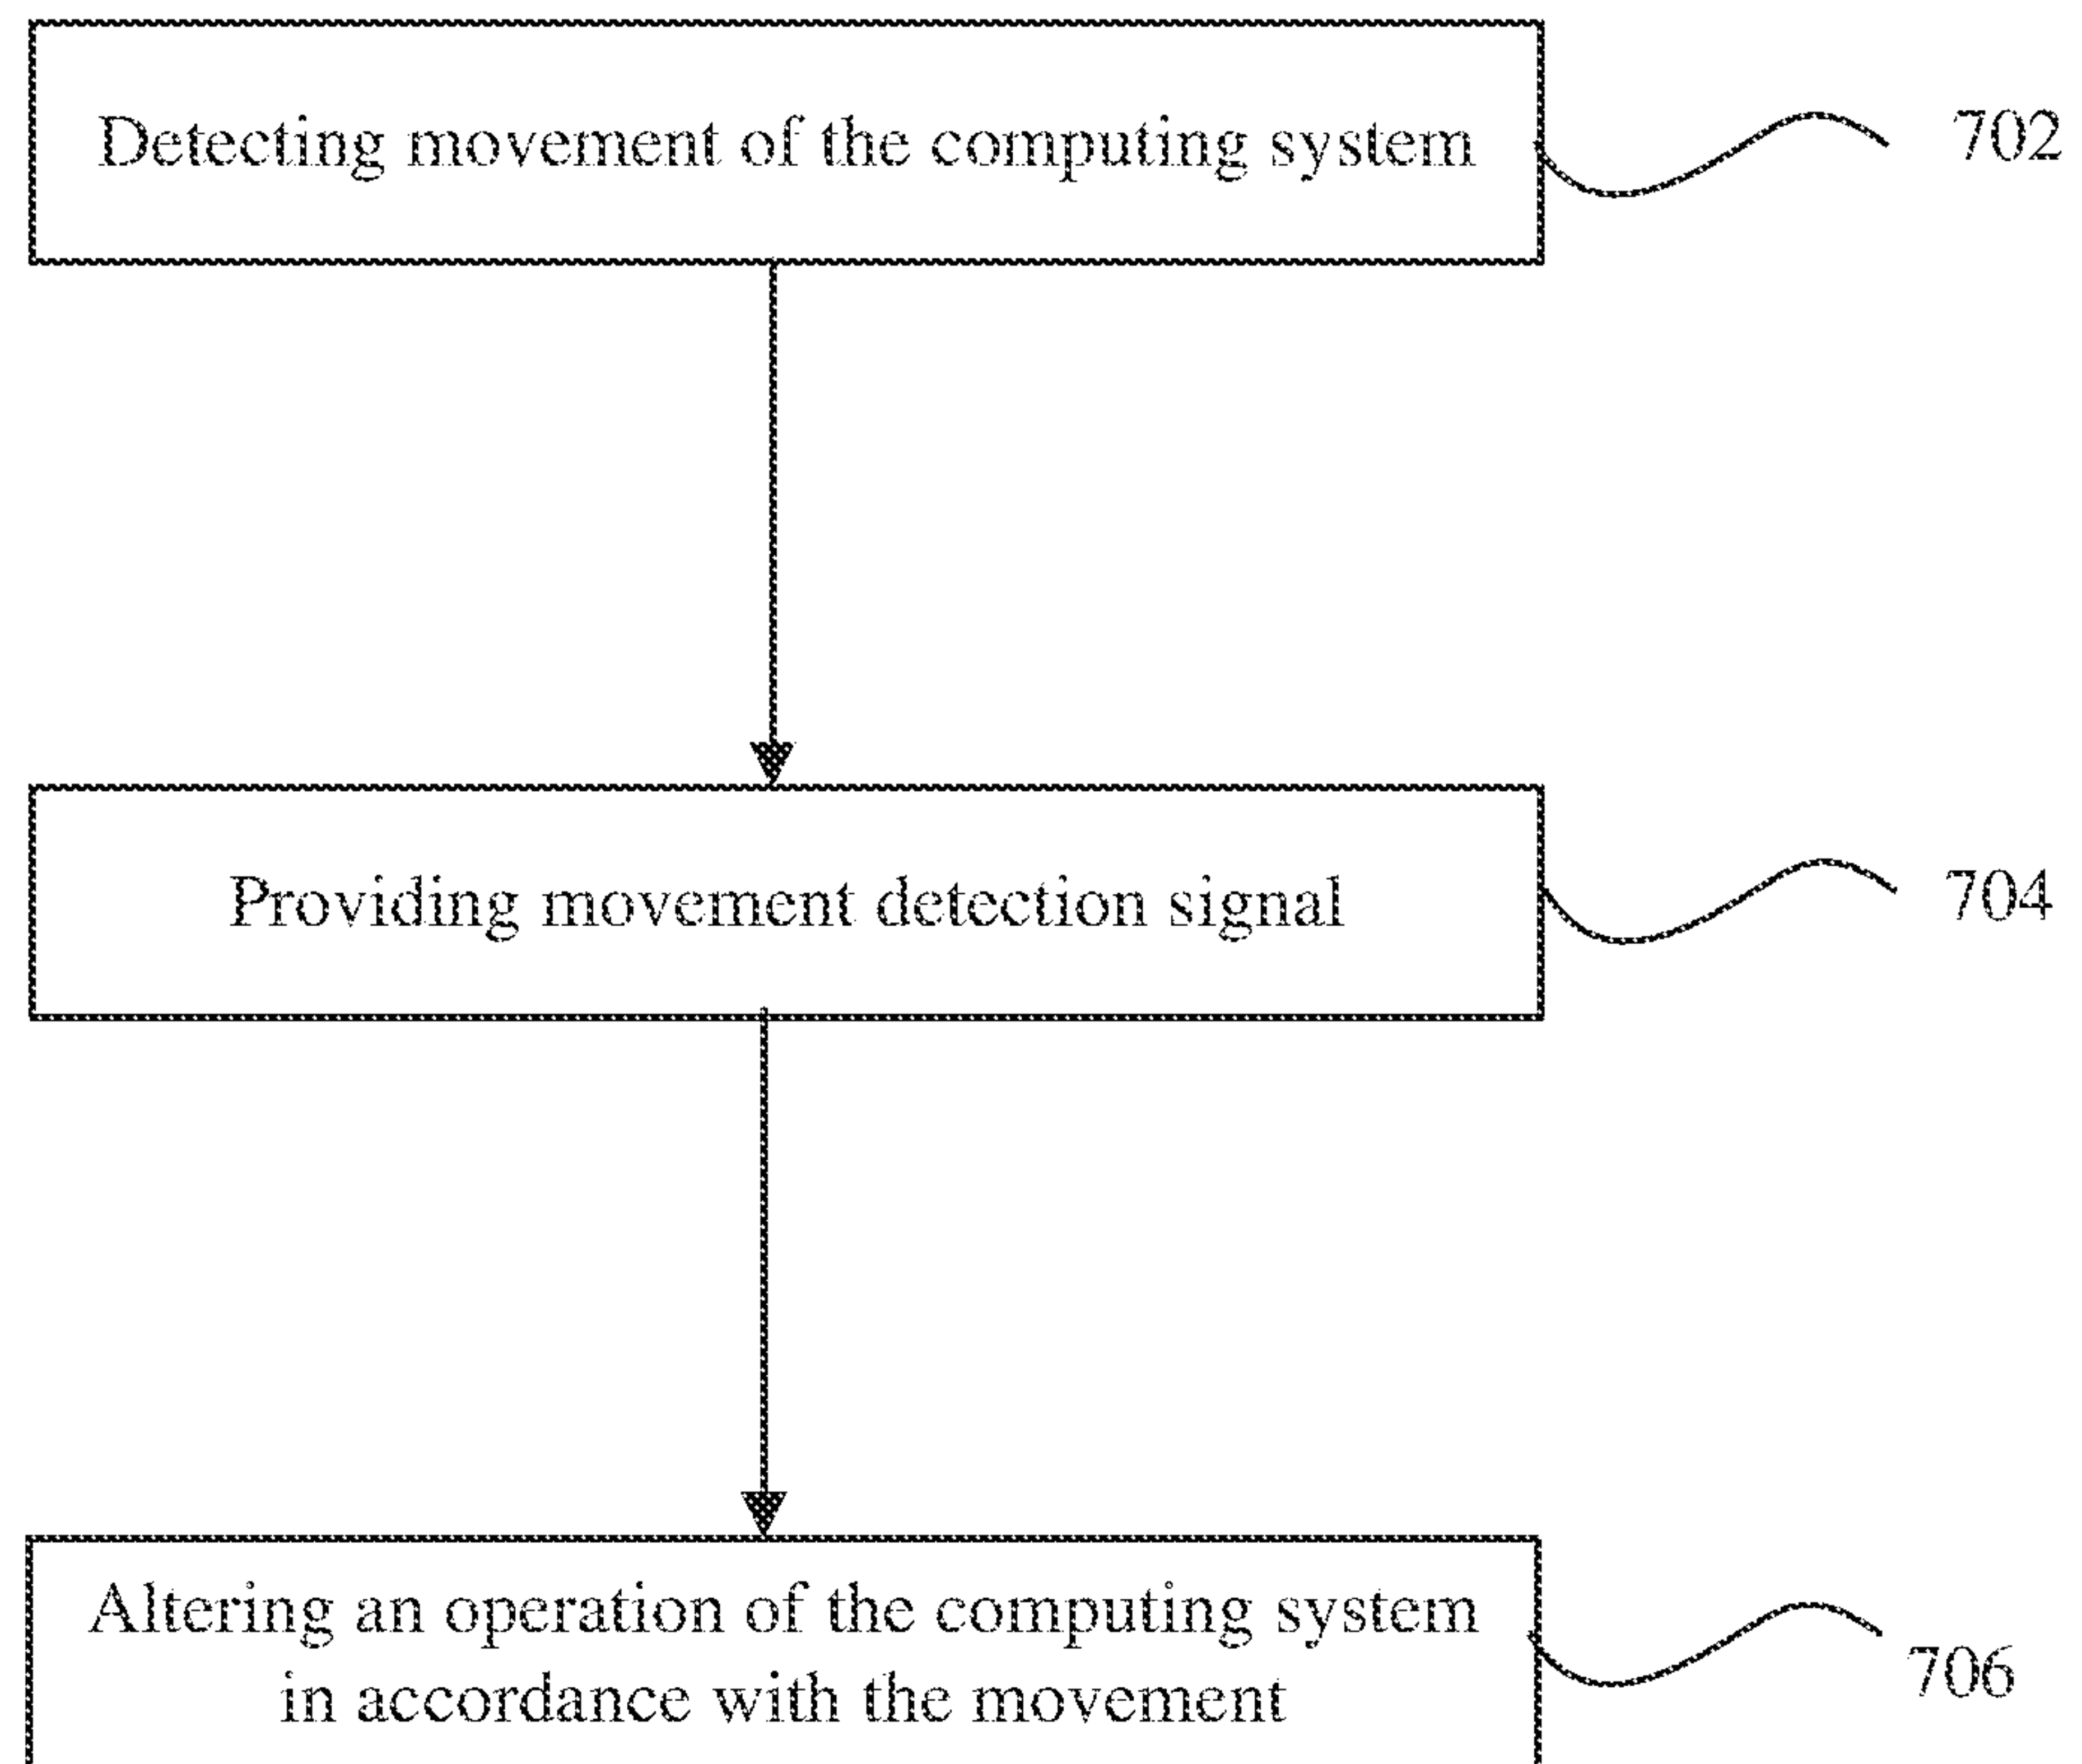 Detecting movement of the computing system
702
Providing movement detection signal
704
Altering an operation of the computing system
in accordance with the movement
706